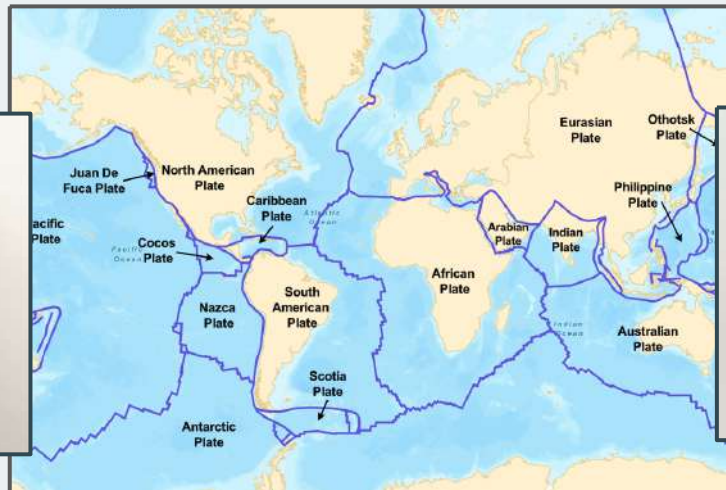 Eurasian
Plate
Othotsk
Plate
Juan De
Fuca Plate
North American
Plate
Caribbean
Plate
Atlantic
Ocean
Philippine
Plate
Arabian
Plate
Indian
Plate
acific
Plate
Pacific
Ocean
Cocos
Plate
African
Plate
Nazca
Plate
South
American
Plate
Indian
Ocean
Australian
Plate
Scotia
Plate
Antarctic
Plate